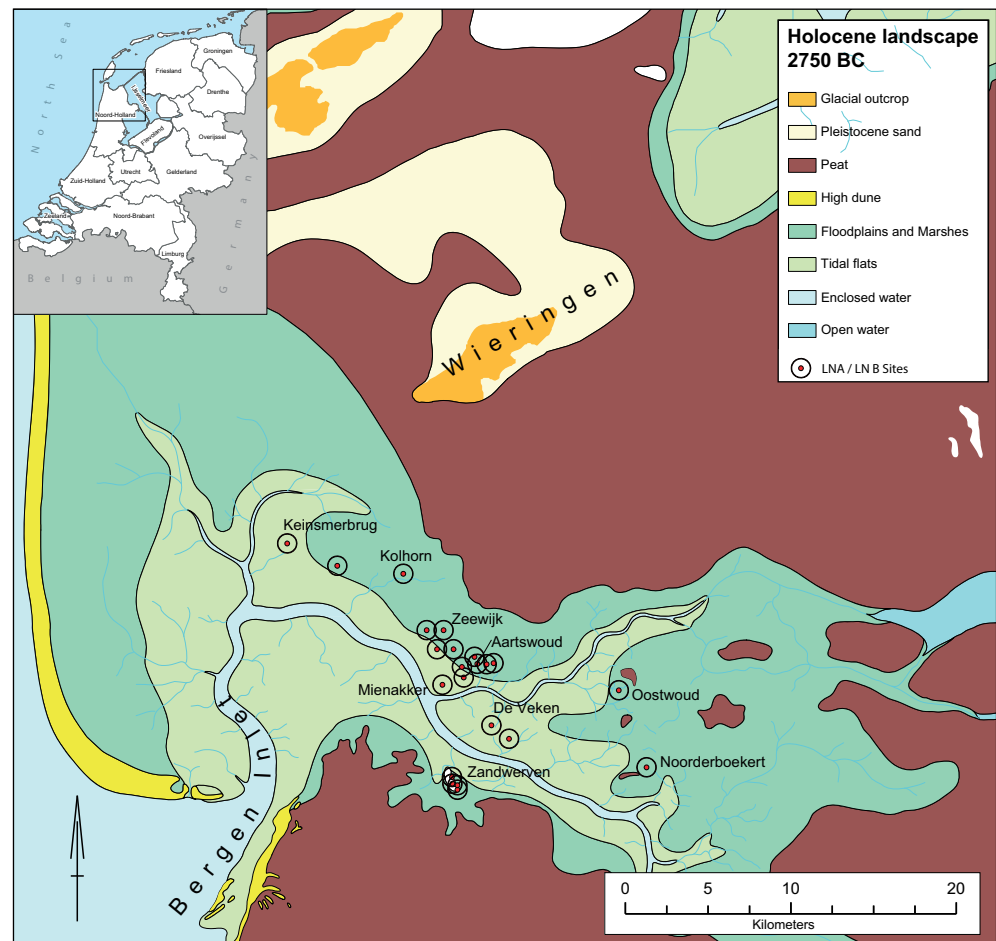 North Sea
Groningen
Friesland
Drenthe
IJsselmeer
Noord-Holland
Flevoland
Overijssel
Utrecht
Gelderland
Zuid-Holland
Zeeland
Noord-Brabant
Limburg
Belgium
Germany
Holocene landscape
2750 BC
Glacial outcrop
Pleistocene sand
Peat
High dune
Floodplains and Marshes
Tidal flats
Enclosed water
Open water
LNA / LN B Sites
Wieringen
Keinsmerbrug
Kolhorn
Zeewijk
Aartswoud
Mienakker
De Veken
Oostwoud
Zandwerven
Noorderboekert
Bergen Inlet
0 5 10 20
Kilometers